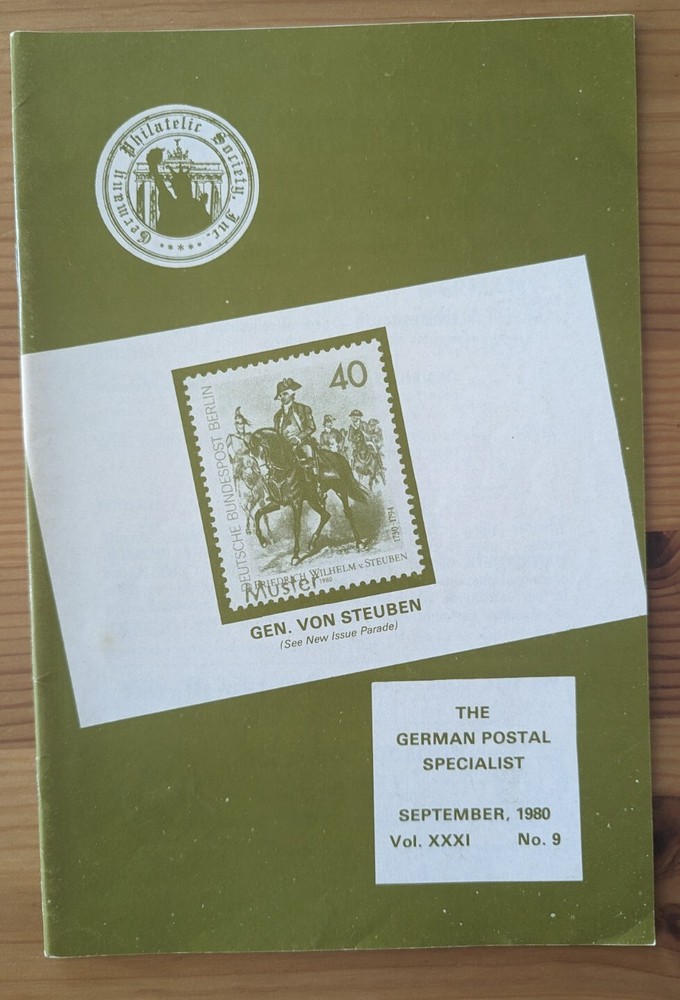 Germany Philatelic Society, Inc.
40
DEUTSCHE BUNDESPOST BERLIN
1730-1794
FRIEDRICH WILHELM v. STEUBEN
Muster
1980
GEN. VON STEUBEN
(See New Issue Parade)
THE
GERMAN POSTAL
SPECIALIST
SEPTEMBER, 1980
Vol. XXXI No. 9